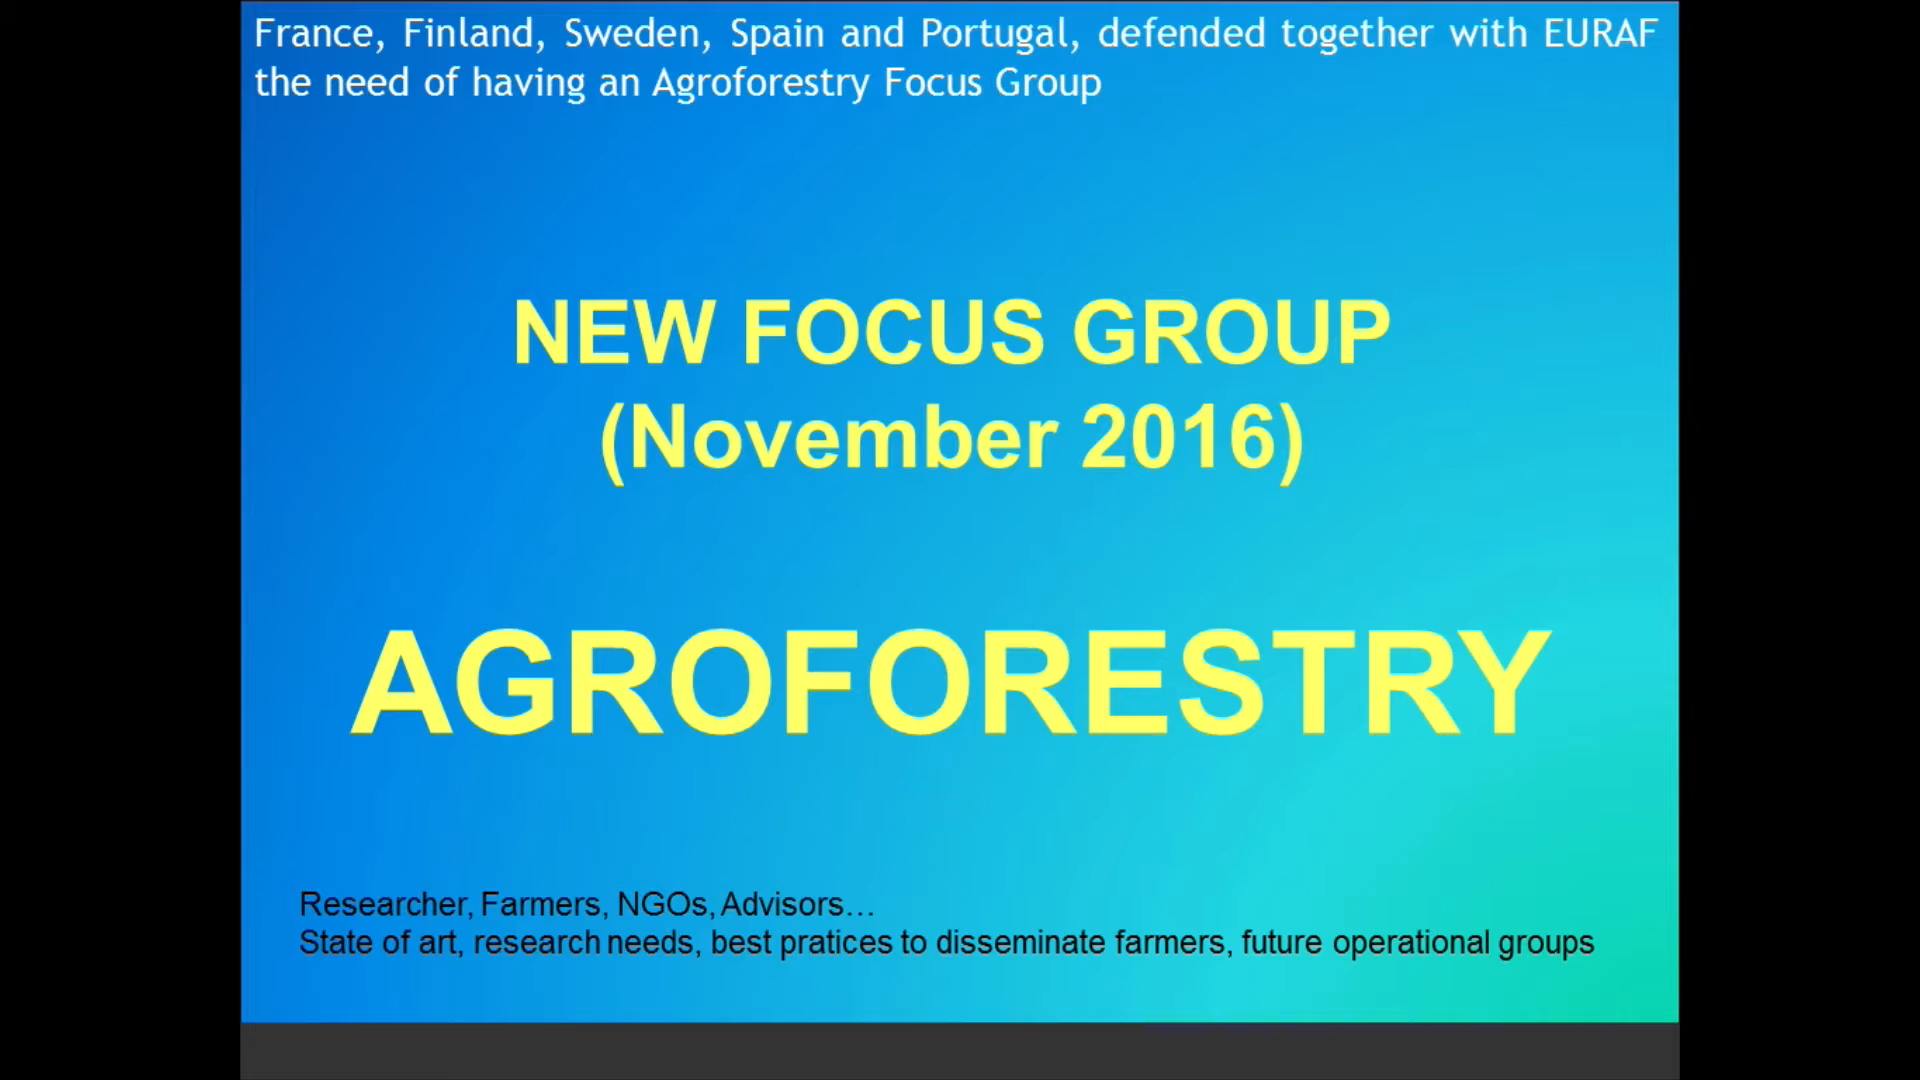 France, Finland, Sweden, Spain and Portugal, defended together with EURAF
the need of having an Agroforestry Focus Group
NEW FOCUS GROUP
(November 2016)
AGROFORESTRY
Researcher, Farmers, NGOs, Advisors…
State of art, research needs, best pratices to disseminate farmers, future operational groups